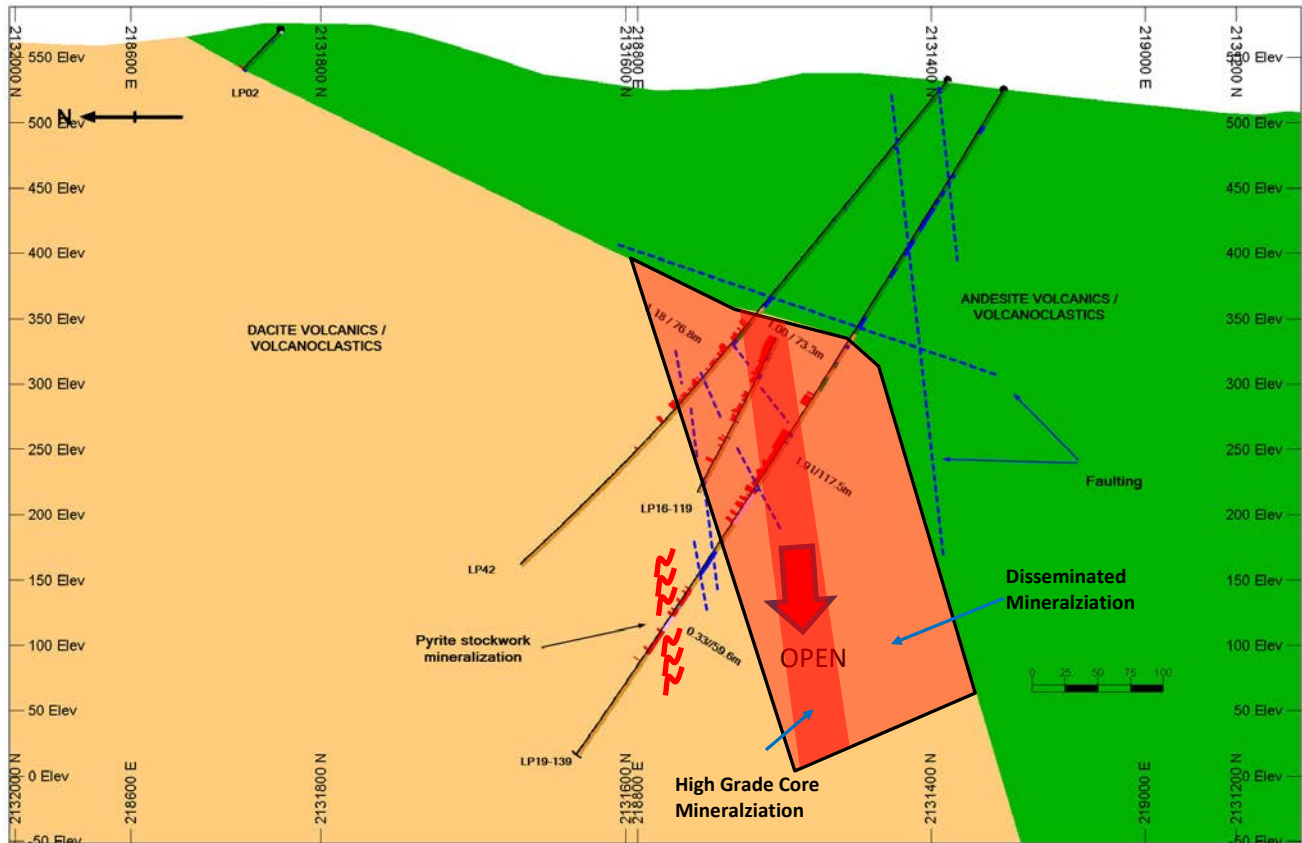 2132000 N
218600 E
2131800 N
2131600 N
218800 E
2131400 N
219000 E
2131200 N
550 Elev
550 Elev
LP02
N
500 Elev
500 Elev
450 Elev
450 Elev
400 Elev
400 Elev
350 Elev
350 Elev
DACITE VOLCANICS /
VOLCANOCLASTICS
ANDESITE VOLCANICS /
VOLCANOCLASTICS
1.18 / 76.8m
1.00 / 73.3m
300 Elev
300 Elev
250 Elev
250 Elev
1.91/117.5m
Faulting
LP16-119
200 Elev
200 Elev
LP42
150 Elev
150 Elev
Disseminated
Mineralziation
Pyrite stockwork
mineralization
100 Elev
100 Elev
0.33//59.6m
OPEN
0 25 50 75 100
50 Elev
50 Elev
LP19-139
0 Elev
0 Elev
High Grade Core
Mineralziation
2132000 N
218600 E
2131800 N
2131600 N
218800 E
2131400 N
219000 E
2131200 N
-50 Elev
-50 Elev